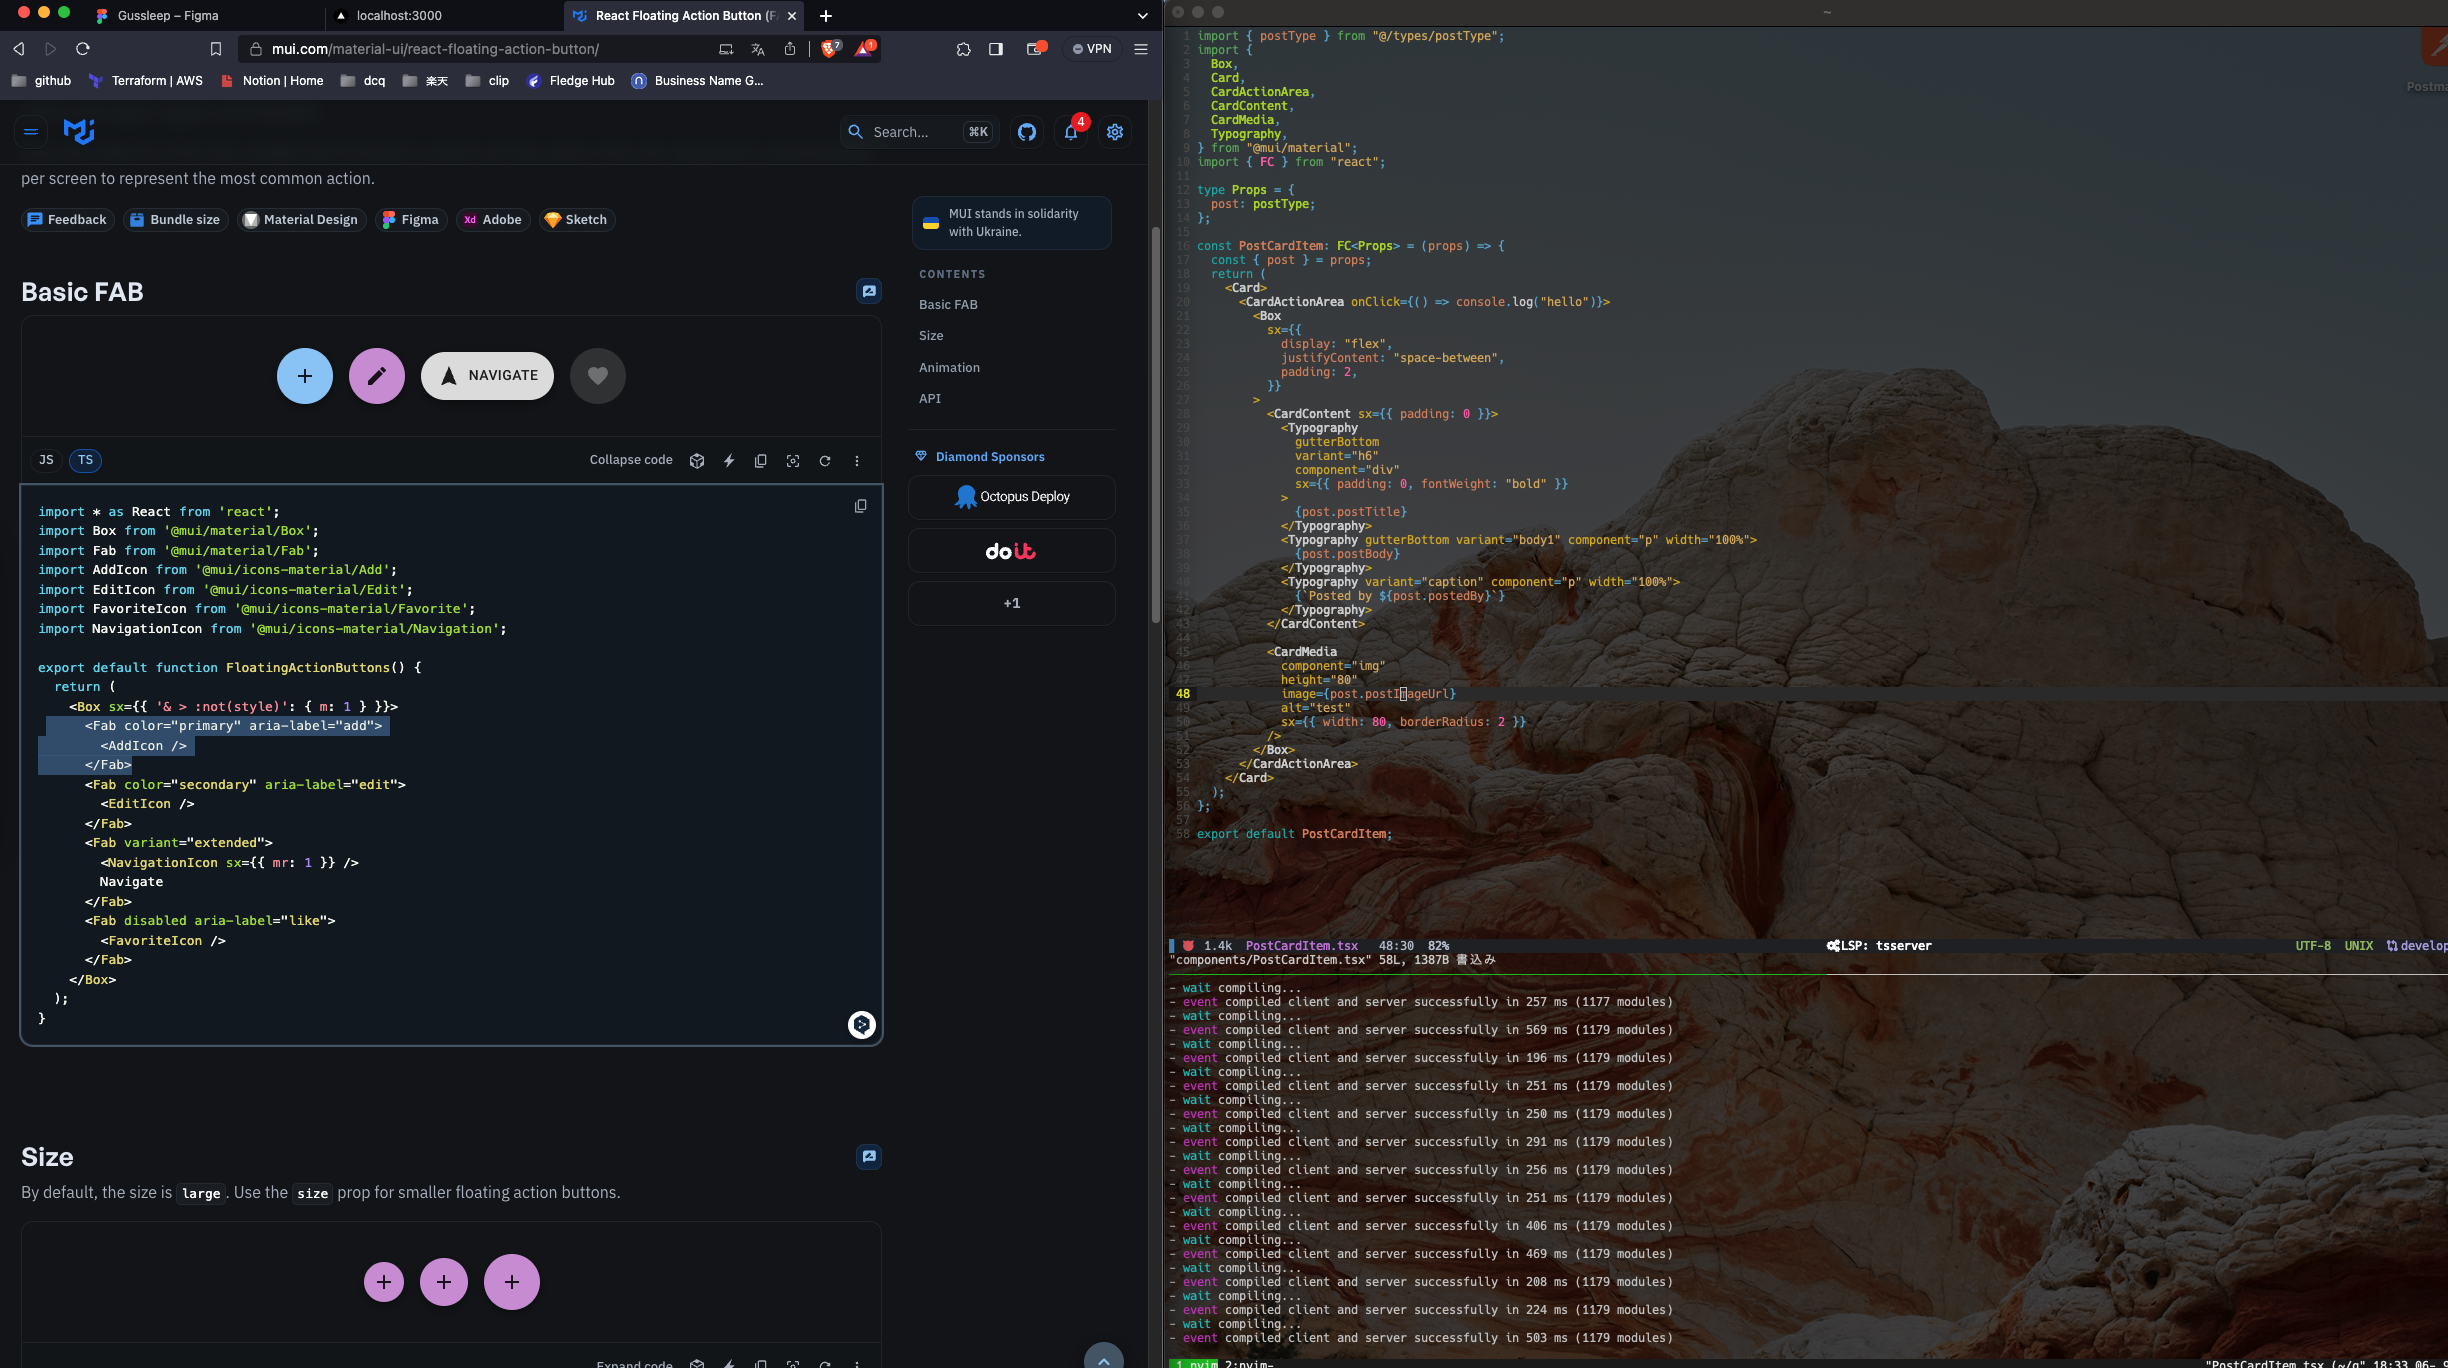 Gussleep – Figma
localhost:3000
React Floating Action Button (F
mui.com/material-ui/react-floating-action-button/
7
1
VPN
github
Terraform | AWS
Notion | Home
dcq
楽天
clip
Fledge Hub
Business Name G...
Search...
⌘K
4
per screen to represent the most common action.
Feedback
Bundle size
Material Design
Figma
Adobe
Sketch
Basic FAB
NAVIGATE
JS
TS
Collapse code
import * as React from 'react';
import Box from '@mui/material/Box';
import Fab from '@mui/material/Fab';
import AddIcon from '@mui/icons-material/Add';
import EditIcon from '@mui/icons-material/Edit';
import FavoriteIcon from '@mui/icons-material/Favorite';
import NavigationIcon from '@mui/icons-material/Navigation';
export default function FloatingActionButtons() {
return (
<Box sx={{ '& > :not(style)': { m: 1 } }}>
<Fab color="primary" aria-label="add">
<AddIcon />
</Fab>
<Fab color="secondary" aria-label="edit">
<EditIcon />
</Fab>
<Fab variant="extended">
<NavigationIcon sx={{ mr: 1 }} />
Navigate
</Fab>
<Fab disabled aria-label="like">
<FavoriteIcon />
</Fab>
</Box>
);
}
Size
By default, the size is large. Use the size prop for smaller floating action buttons.
Expand code
MUI stands in solidarity
with Ukraine.
CONTENTS
Basic FAB
Size
Animation
API
Diamond Sponsors
Octopus Deploy
doit
+1
~
Postma
1 import { postType } from "@/types/postType";
2 import {
3 Box,
4 Card,
5 CardActionArea,
6 CardContent,
7 CardMedia,
8 Typography,
9 } from "@mui/material";
10 import { FC } from "react";
11
12 type Props = {
13 post: postType;
14 };
15
16 const PostCardItem: FC<Props> = (props) => {
17 const { post } = props;
18 return (
19 <Card>
20 <CardActionArea onClick={() => console.log("hello")}>
21 <Box
22 sx={{
23 display: "flex",
24 justifyContent: "space-between",
25 padding: 2,
26 }}
27 >
28 <CardContent sx={{ padding: 0 }}>
29 <Typography
30 gutterBottom
31 variant="h6"
32 component="div"
33 sx={{ padding: 0, fontWeight: "bold" }}
34 >
35 {post.postTitle}
36 </Typography>
37 <Typography gutterBottom variant="body1" component="p" width="100%">
38 {post.postBody}
39 </Typography>
40 <Typography variant="caption" component="p" width="100%">
41 {`Posted by ${post.postedBy}`}
42 </Typography>
43 </CardContent>
44
45 <CardMedia
46 component="img"
47 height="80"
48 image={post.postImageUrl}
49 alt="test"
50 sx={{ width: 80, borderRadius: 2 }}
51 />
52 </Box>
53 </CardActionArea>
54 </Card>
55 );
56 };
57
58 export default PostCardItem;
1.4k PostCardItem.tsx 48:30 82% LSP: tsserver UTF-8 UNIX develop
"components/PostCardItem.tsx" 58L, 1387B 書込み
- wait compiling...
- event compiled client and server successfully in 257 ms (1177 modules)
- wait compiling...
- event compiled client and server successfully in 569 ms (1179 modules)
- wait compiling...
- event compiled client and server successfully in 196 ms (1179 modules)
- wait compiling...
- event compiled client and server successfully in 251 ms (1179 modules)
- wait compiling...
- event compiled client and server successfully in 250 ms (1179 modules)
- wait compiling...
- event compiled client and server successfully in 291 ms (1179 modules)
- wait compiling...
- event compiled client and server successfully in 256 ms (1179 modules)
- wait compiling...
- event compiled client and server successfully in 251 ms (1179 modules)
- wait compiling...
- event compiled client and server successfully in 406 ms (1179 modules)
- wait compiling...
- event compiled client and server successfully in 469 ms (1179 modules)
- wait compiling...
- event compiled client and server successfully in 208 ms (1179 modules)
- wait compiling...
- event compiled client and server successfully in 224 ms (1179 modules)
- wait compiling...
- event compiled client and server successfully in 503 ms (1179 modules)
1 nvim 2:nvim- "PostCardItem.tsx (~/g" 18:33 06-